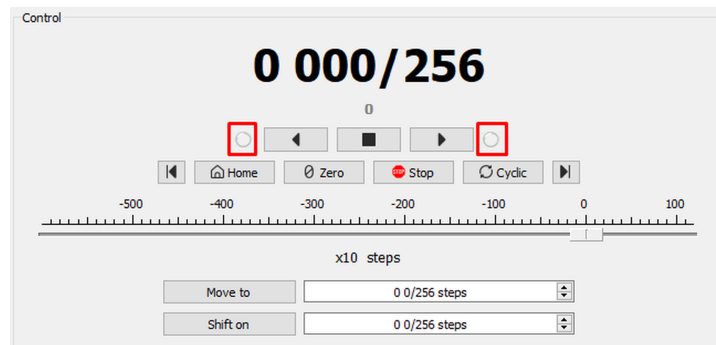 Control
0 000/256
0
Home 0 Zero STOP Stop Cyclic
-500 -400 -300 -200 -100 0 100
x10 steps
Move to 0 0/256 steps
Shift on 0 0/256 steps